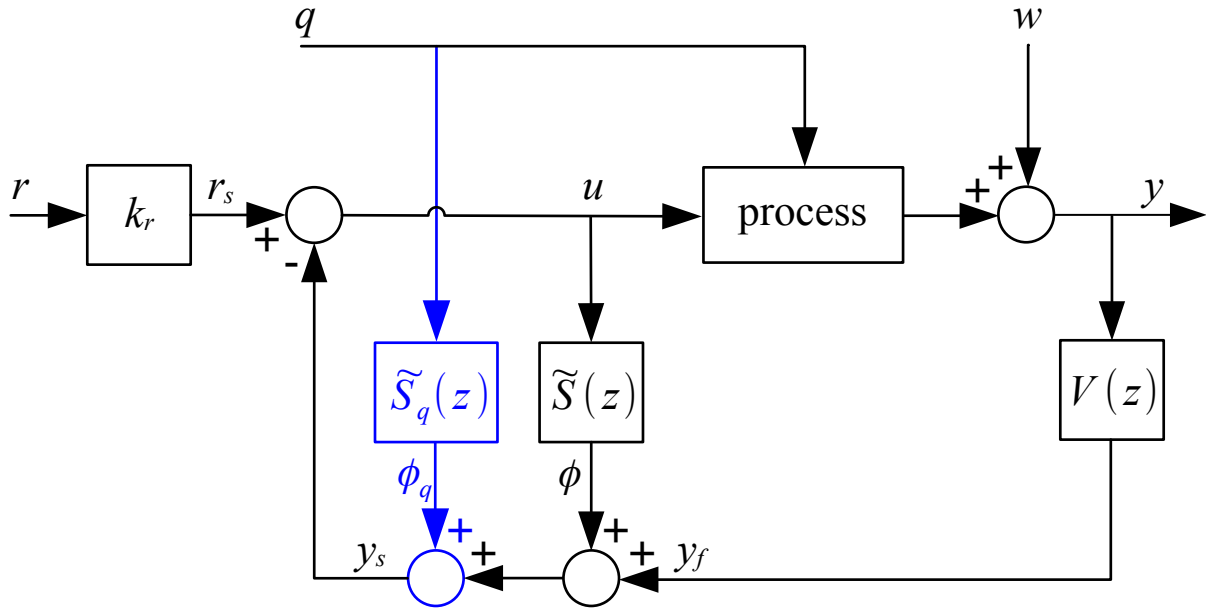 q
w
r
k_r
r_s
+
-
u
process
+
+
y
S̃_q(z)
S̃(z)
V(z)
ϕ_q
ϕ
+
+
+
+
y_s
y_f